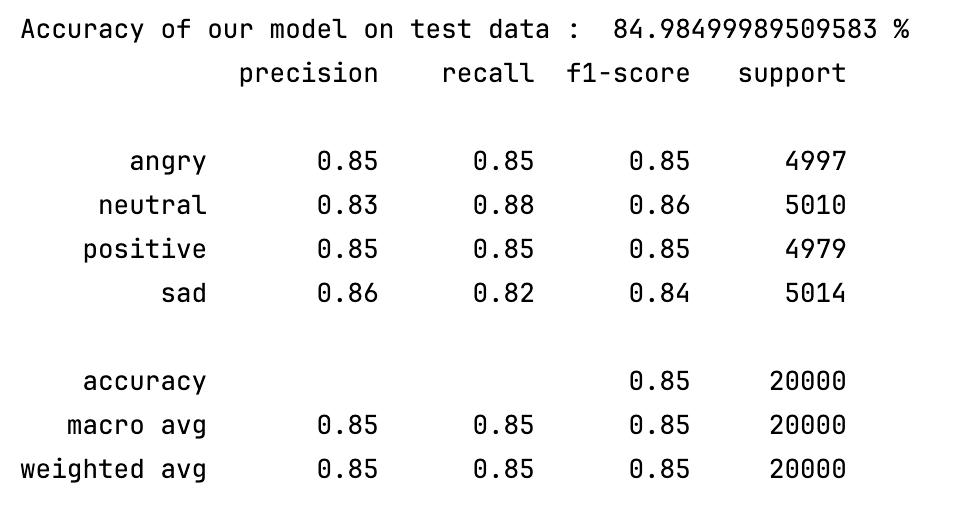 Accuracy of our model on test data :  84.98499989509583 %
              precision    recall  f1-score   support

       angry       0.85      0.85      0.85      4997
     neutral       0.83      0.88      0.86      5010
    positive       0.85      0.85      0.85      4979
         sad       0.86      0.82      0.84      5014

    accuracy                           0.85     20000
   macro avg       0.85      0.85      0.85     20000
weighted avg       0.85      0.85      0.85     20000